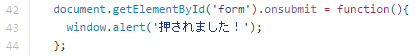 42 document.getElementById('form').onsubmit = function(){
43 window.alert('押されました！');
44 };